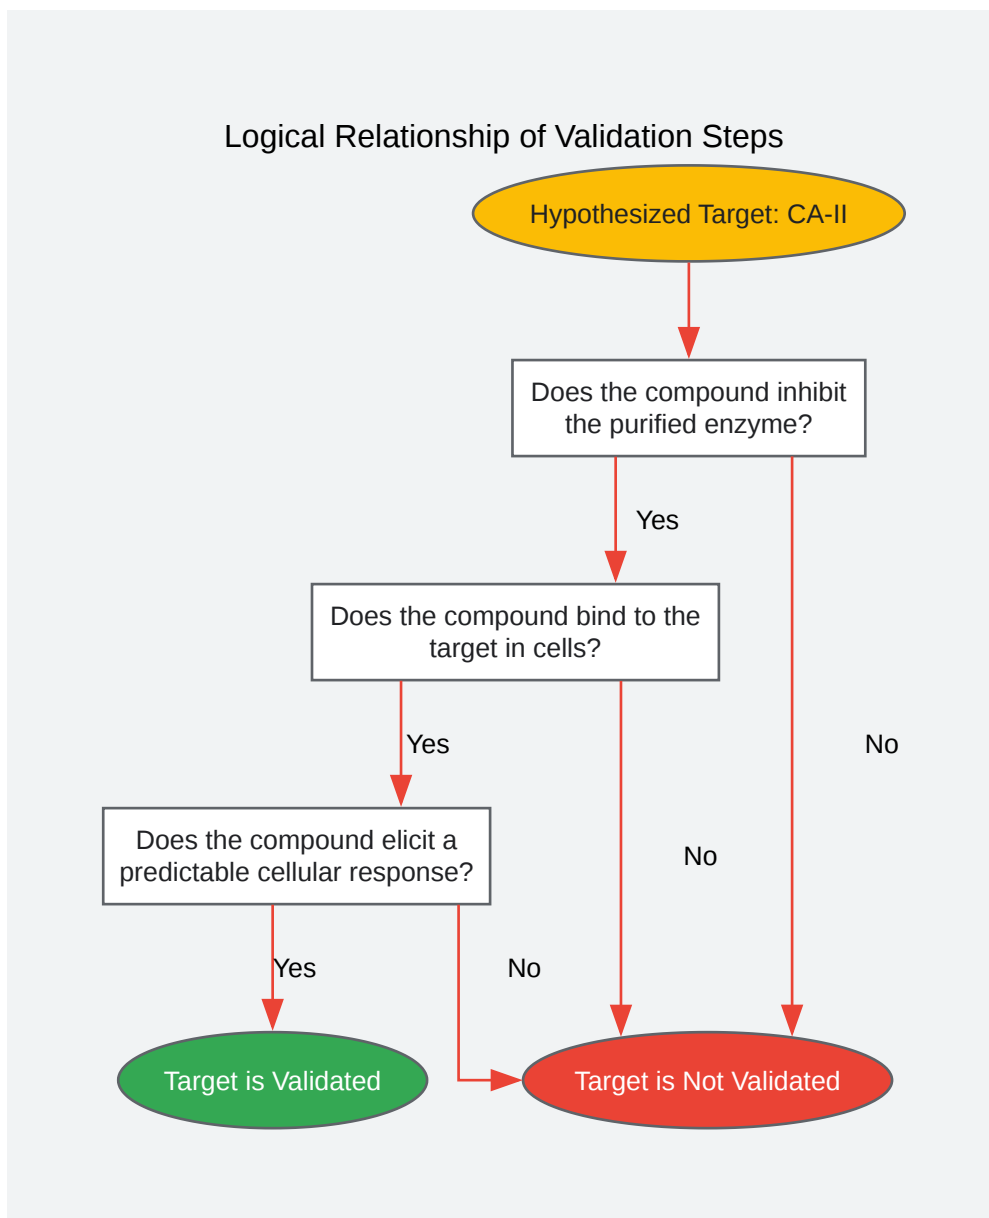 Logical Relationship of Validation Steps
Hypothesized Target: CA-II
Does the compound inhibit
the purified enzyme?
Yes
Does the compound bind to the
target in cells?
Yes
No
Does the compound elicit a
predictable cellular response?
No
Yes
No
Target is Validated
Target is Not Validated